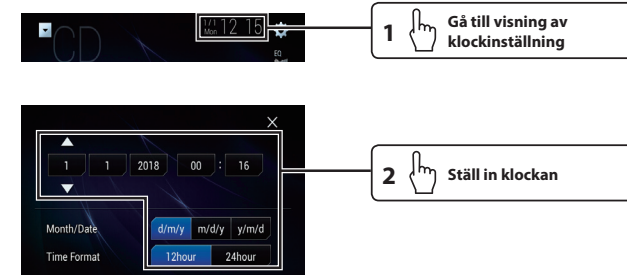 CD
1/1
Mon 12 15
EQ
1 Gå till visning av
klockinställning
1 1 2018 00 : 16
2 Ställ in klockan
Month/Date d/m/y m/d/y y/m/d
Time Format 12hour 24hour